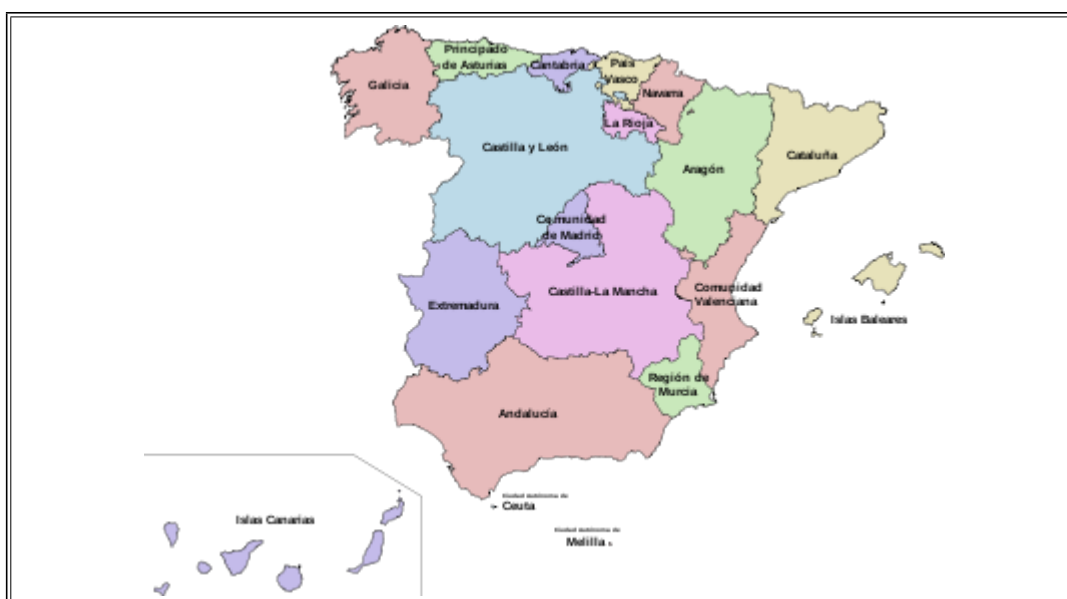 Principado
de Asturias
Cantabria
País
Vasco
Galicia
Navarra
La Rioja
Castilla y León
Aragón
Cataluña
Comunidad
de Madrid
Extremadura
Castilla-La Mancha
Comunidad
Valenciana
Islas Baleares
Región de
Murcia
Andalucía
Ciudad Autónoma de
Ceuta
Islas Canarias
Ciudad Autónoma de
Melilla